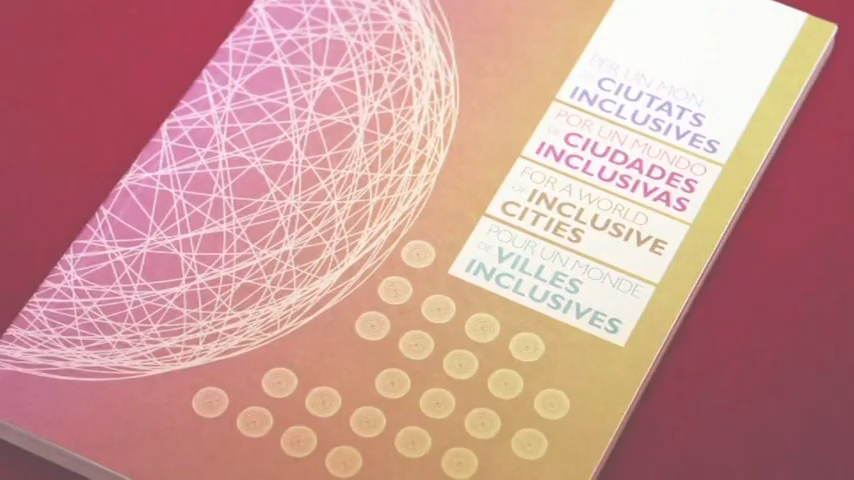 PER UN MON
DE CIUTATS
INCLUSIVES
POR UN MUNDO
DE CIUDADES
INCLUSIVAS
FOR A WORLD
OF INCLUSIVE
CITIES
POUR UN MONDE
DE VILLES
INCLUSIVES